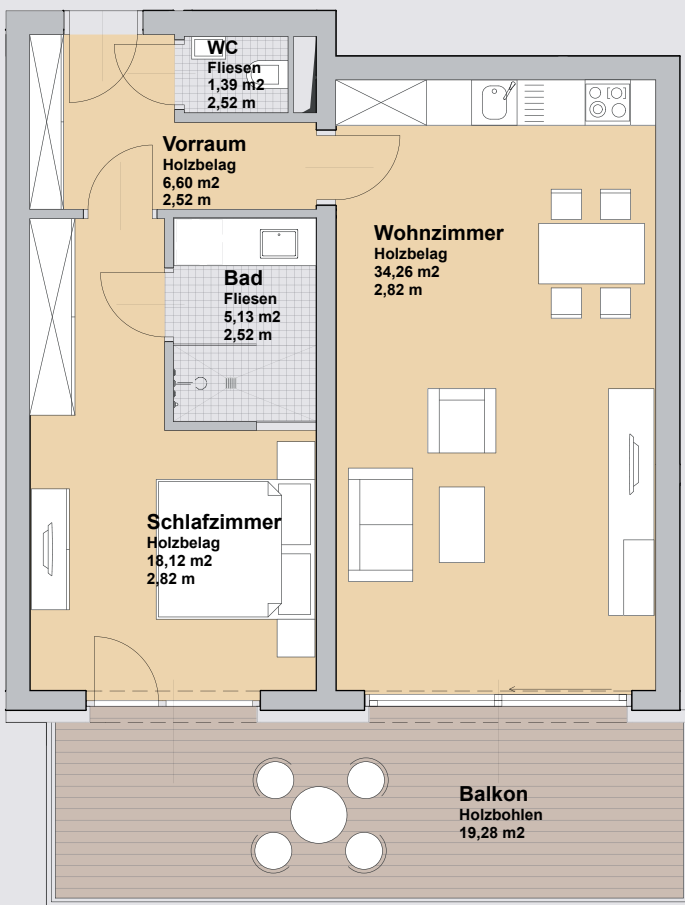 WC
Fliesen
1,39 m2
2,52 m
Vorraum
Holzbelag
6,60 m2
2,52 m
Wohnzimmer
Holzbelag
34,26 m2
2,82 m
Bad
Fliesen
5,13 m2
2,52 m
Schlafzimmer
Holzbelag
18,12 m2
2,82 m
Balkon
Holzbohlen
19,28 m2